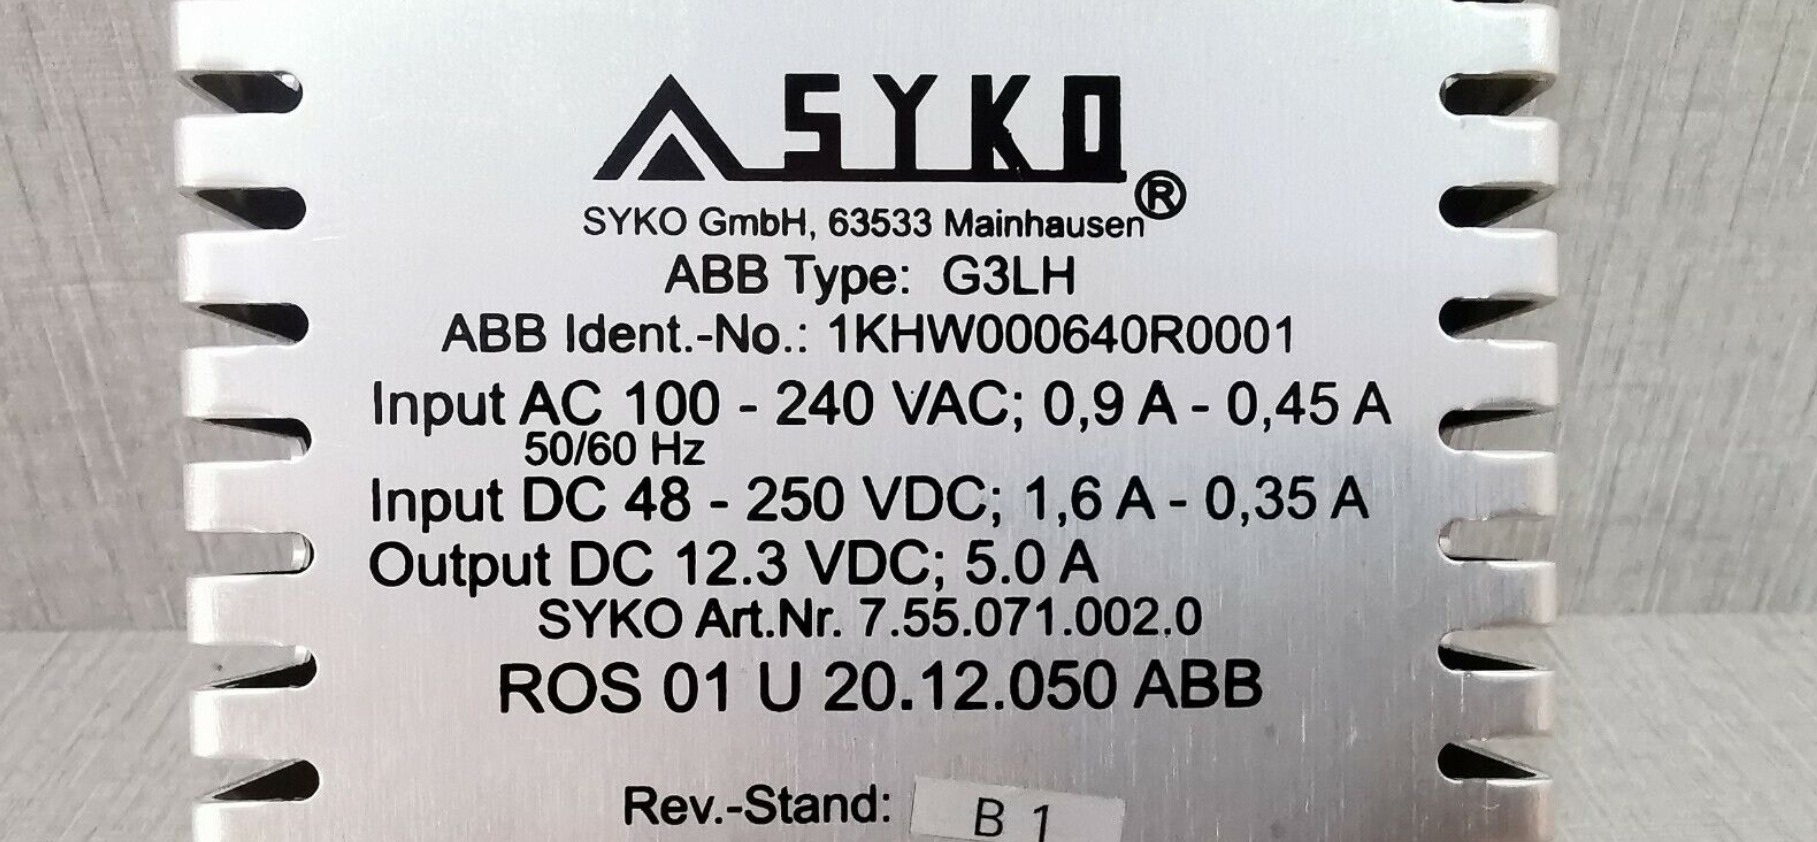 SYKO®
SYKO GmbH, 63533 Mainhausen
ABB Type: G3LH
ABB Ident.-No.: 1KHW000640R0001
Input AC 100 - 240 VAC; 0,9 A - 0,45 A
50/60 Hz
Input DC 48 - 250 VDC; 1,6 A - 0,35 A
Output DC 12.3 VDC; 5.0 A
SYKO Art.Nr. 7.55.071.002.0
ROS 01 U 20.12.050 ABB
Rev.-Stand: B 1